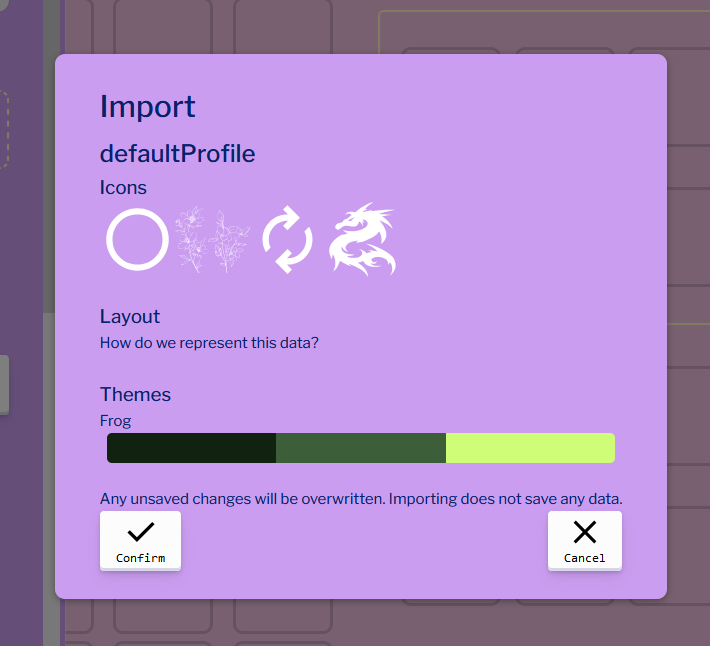 Import
defaultProfile
Icons
Layout
How do we represent this data?
Themes
Frog
Any unsaved changes will be overwritten. Importing does not save any data.
Confirm
Cancel